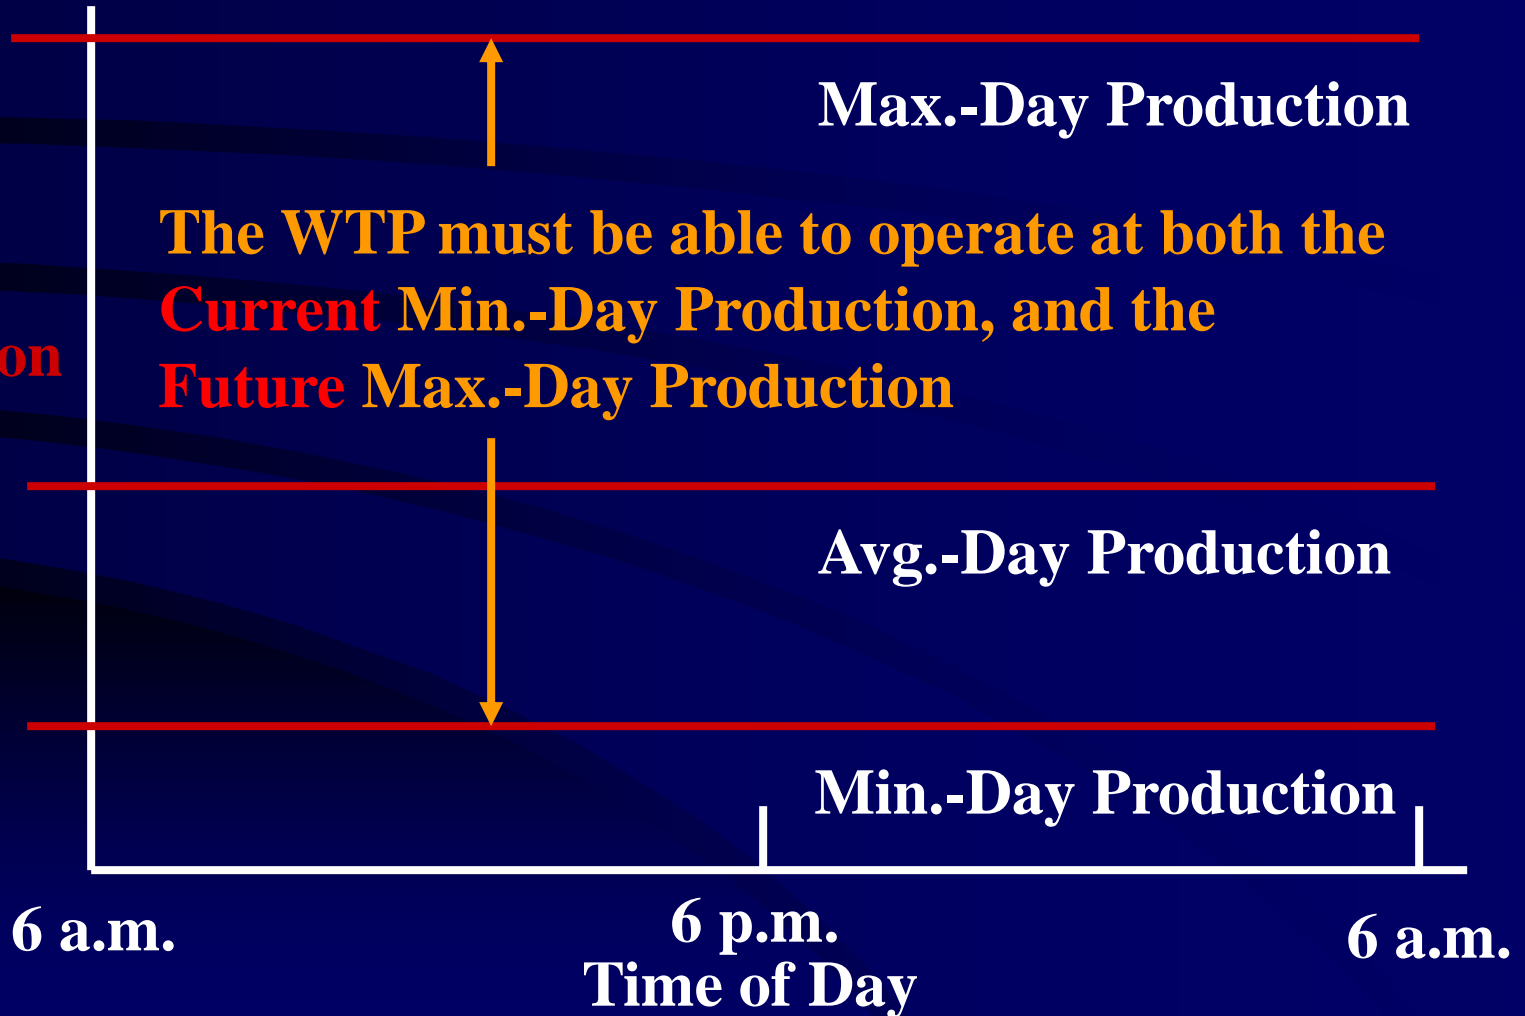 Max.-Day Production
The WTP must be able to operate at both the
Current Min.-Day Production, and the
on
Future Max.-Day Production
Avg.-Day Production
Min.-Day Production
6 a.m.
6 p.m.
6 a.m.
Time of Day